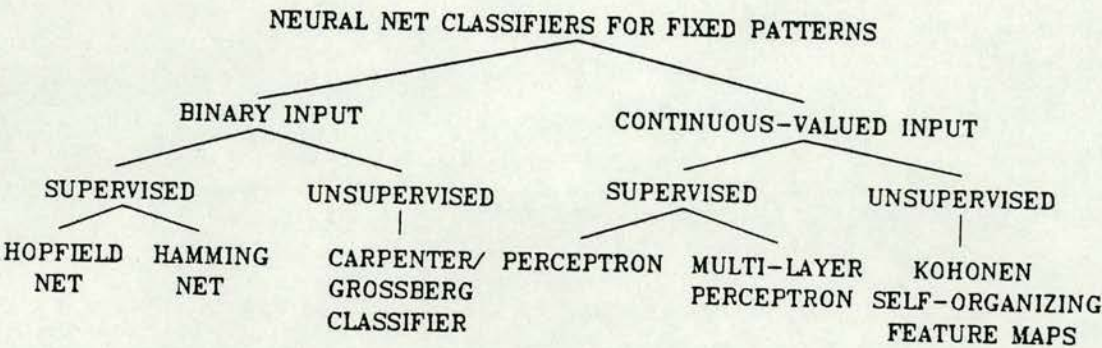 NEURAL NET CLASSIFIERS FOR FIXED PATTERNS
BINARY INPUT
CONTINUOUS-VALUED INPUT
SUPERVISED
UNSUPERVISED
SUPERVISED
UNSUPERVISED
HOPFIELD
NET
HAMMING
NET
CARPENTER/
GROSSBERG
CLASSIFIER
PERCEPTRON
MULTI-LAYER
PERCEPTRON
KOHONEN
SELF-ORGANIZING
FEATURE MAPS